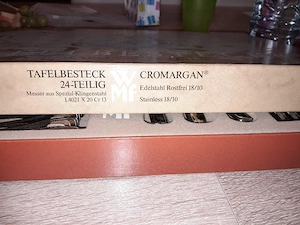 TAFELBESTECK
24-TEILIG
Messer aus Spezial-Klingenstahl
1.4021 X 20 Cr 13
WMF
CROMARGAN®
Edelstahl Rostfrei 18/10
Stainless 18/10